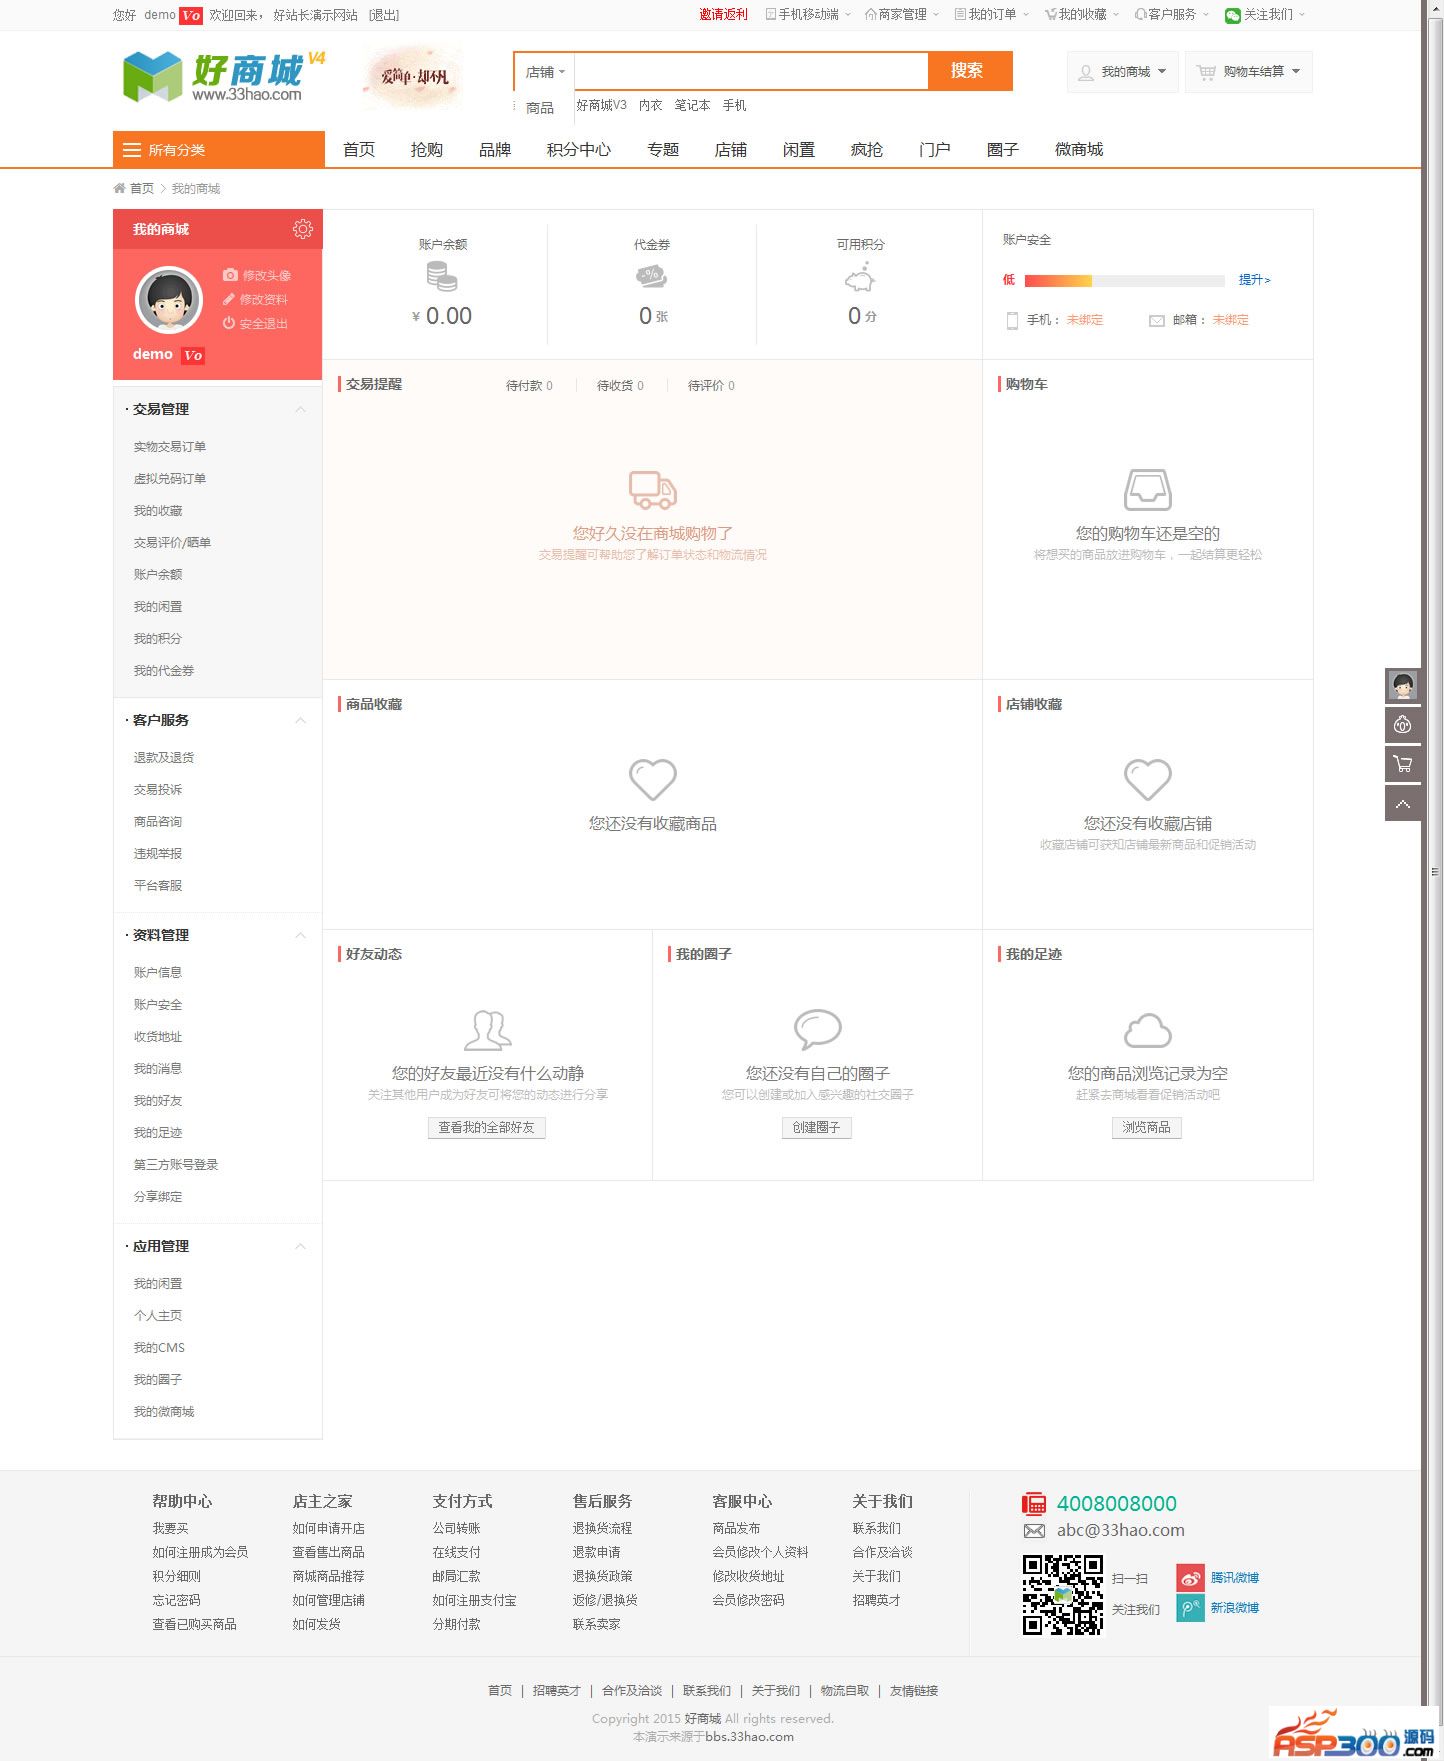 您好 demo V0 欢迎回来， 好站长演示网站 [退出]
邀请返利 手机移动端 商家管理 我的订单 我的收藏 客户服务 关注我们
好商城 V4
www.33hao.com
爱简单·却不凡
店铺 搜索
商品
好商城V3 内衣 笔记本 手机
我的商城 购物车结算
所有分类 首页 抢购 品牌 积分中心 专题 店铺 闲置 疯抢 门户 圈子 微商城
首页 > 我的商城
我的商城
修改头像
修改资料
安全退出
demo V0
账户余额
¥ 0.00
代金券
0 张
可用积分
0 分
账户安全
低 提升>
手机： 未绑定 邮箱： 未绑定
· 交易管理
实物交易订单
虚拟兑码订单
我的收藏
交易评价/晒单
账户余额
我的闲置
我的积分
我的代金券
· 客户服务
退款及退货
交易投诉
商品咨询
违规举报
平台客服
· 资料管理
账户信息
账户安全
收货地址
我的消息
我的好友
我的足迹
第三方账号登录
分享绑定
· 应用管理
我的闲置
个人主页
我的CMS
我的圈子
我的微商城
交易提醒 待付款 0 待收货 0 待评价 0
您好久没在商城购物了
交易提醒可帮助您了解订单状态和物流情况
购物车
您的购物车还是空的
将想买的商品放进购物车，一起结算更轻松
商品收藏
您还没有收藏商品
店铺收藏
您还没有收藏店铺
收藏店铺可获知店铺最新商品和促销活动
好友动态
您的好友最近没有什么动静
关注其他用户成为好友可将您的动态进行分享
查看我的全部好友
我的圈子
您还没有自己的圈子
您可以创建或加入感兴趣的社交圈子
创建圈子
我的足迹
您的商品浏览记录为空
赶紧去商城看看促销活动吧
浏览商品
0
帮助中心
我要买
如何注册成为会员
积分细则
忘记密码
查看已购买商品
店主之家
如何申请开店
查看售出商品
商城商品推荐
如何管理店铺
如何发货
支付方式
公司转账
在线支付
邮局汇款
如何注册支付宝
分期付款
售后服务
退换货流程
退款申请
退换货政策
返修/退换货
联系卖家
客服中心
商品发布
会员修改个人资料
修改收货地址
会员修改密码
关于我们
联系我们
合作及洽谈
关于我们
招聘英才
4008008000
abc@33hao.com
扫一扫
关注我们
腾讯微博
新浪微博
首页 | 招聘英才 | 合作及洽谈 | 联系我们 | 关于我们 | 物流自取 | 友情链接
Copyright 2015 好商城 All rights reserved.
本演示来源于bbs.33hao.com
ASP300源码
.com